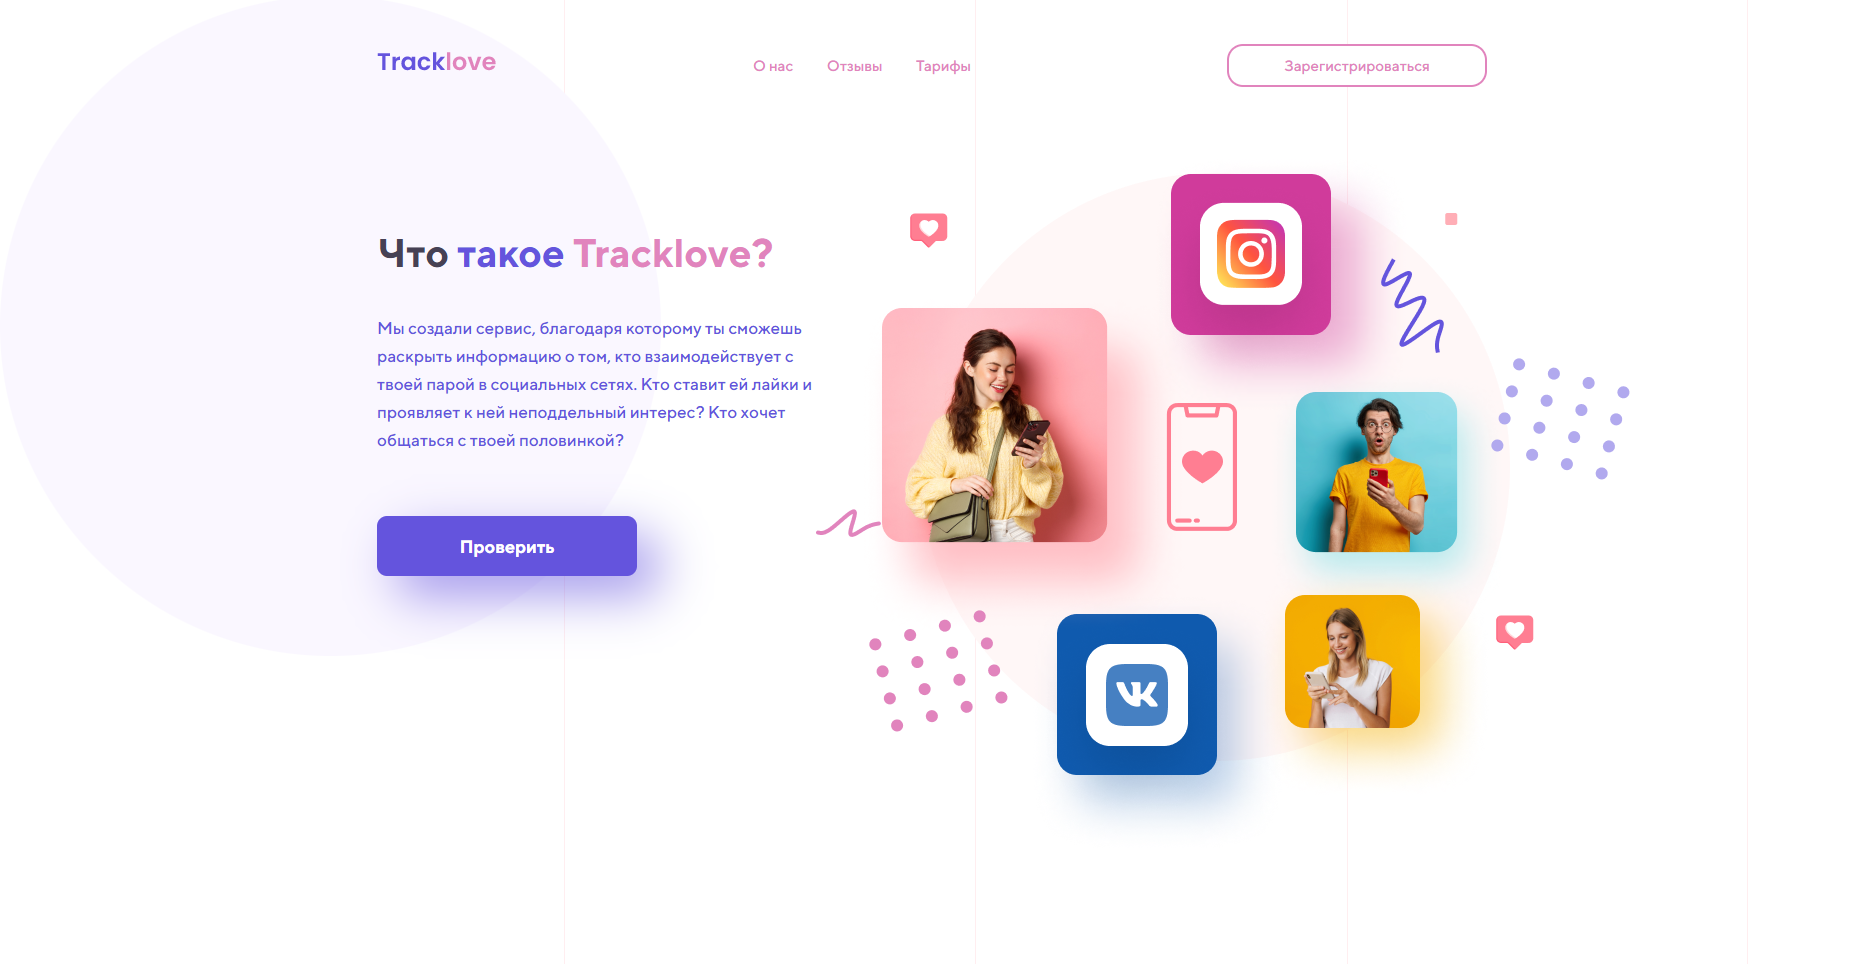 Tracklove
О нас
Отзывы
Тарифы
Зарегистрироваться
Что такое Tracklove?
Мы создали сервис, благодаря которому ты сможешь
раскрыть информацию о том, кто взаимодействует с
твоей парой в социальных сетях. Кто ставит ей лайки и
проявляет к ней неподдельный интерес? Кто хочет
общаться с твоей половинкой?
Проверить